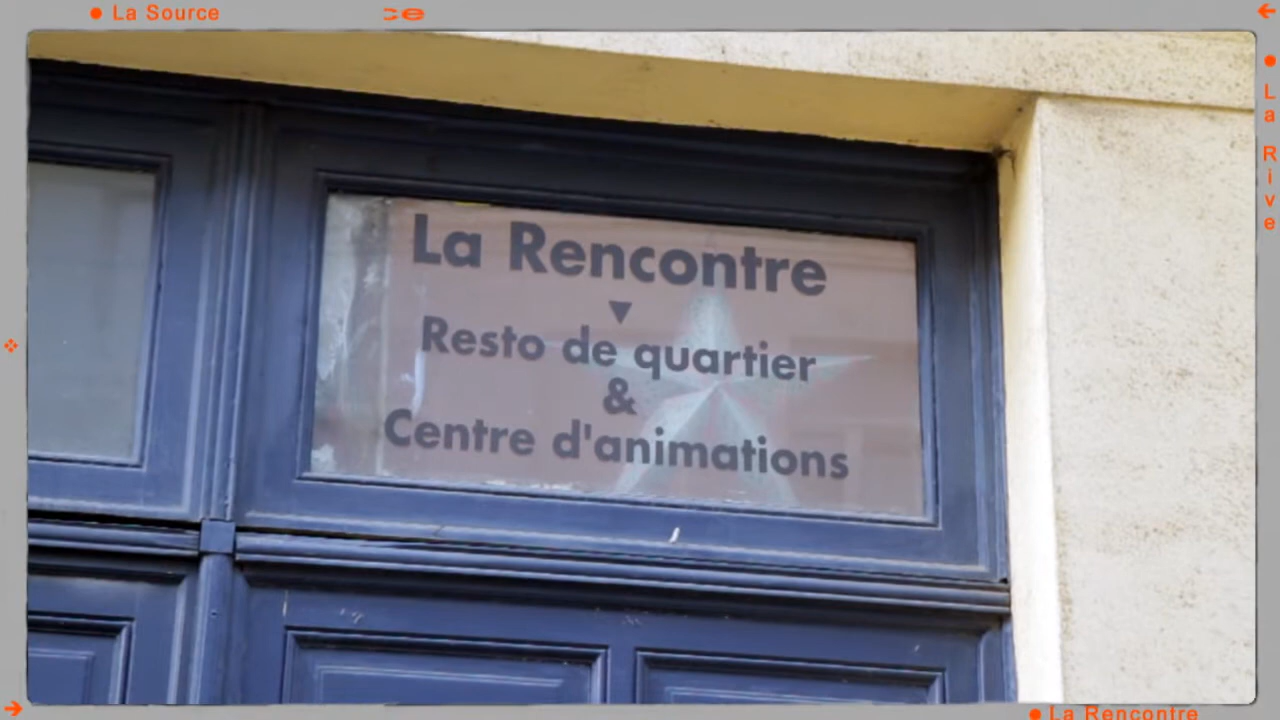 La Source
La Rencontre
Resto de quartier
&
Centre d'animations
La Rive
La Rencontre